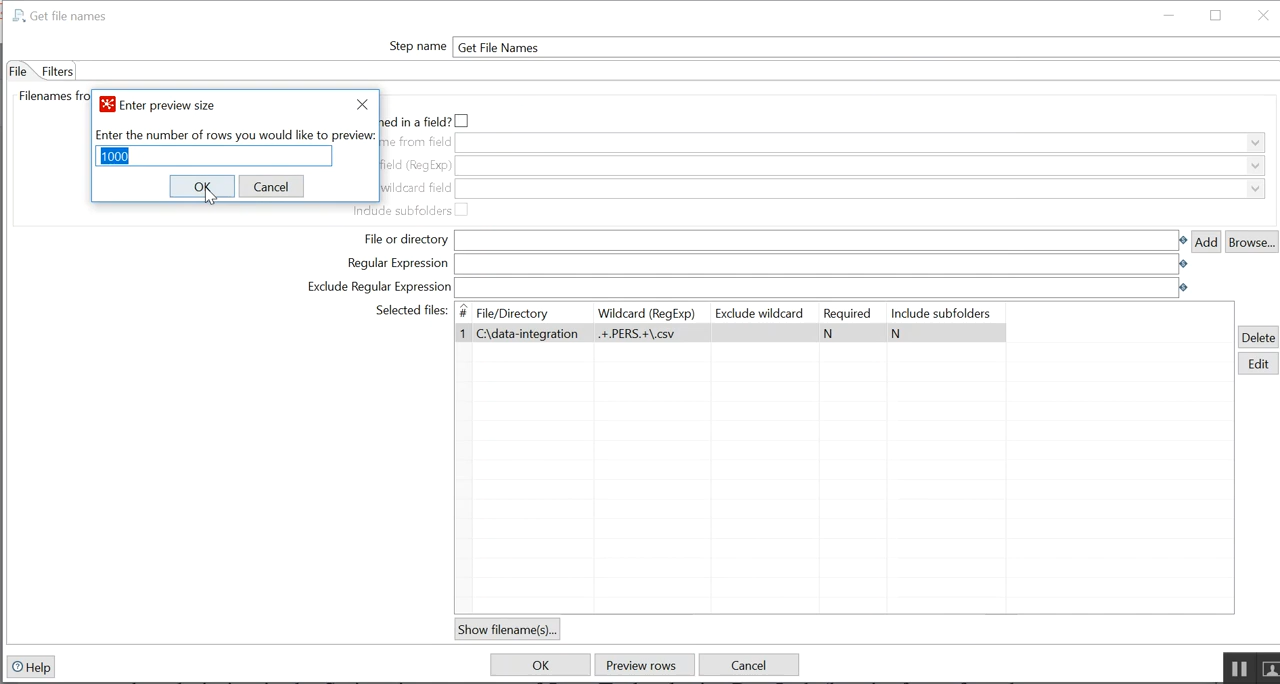 Get file names
Step name Get File Names
File Filters
Filenames fro
Enter preview size
Enter the number of rows you would like to preview:
1000
OK Cancel
ned in a field?
me from field
field (RegExp)
wildcard field
Include subfolders
File or directory Add Browse...
Regular Expression
Exclude Regular Expression
Selected files: # File/Directory Wildcard (RegExp) Exclude wildcard Required Include subfolders
1 C:\data-integration .+.PERS.+\.csv N N
Delete
Edit
Show filename(s)...
Help OK Preview rows Cancel